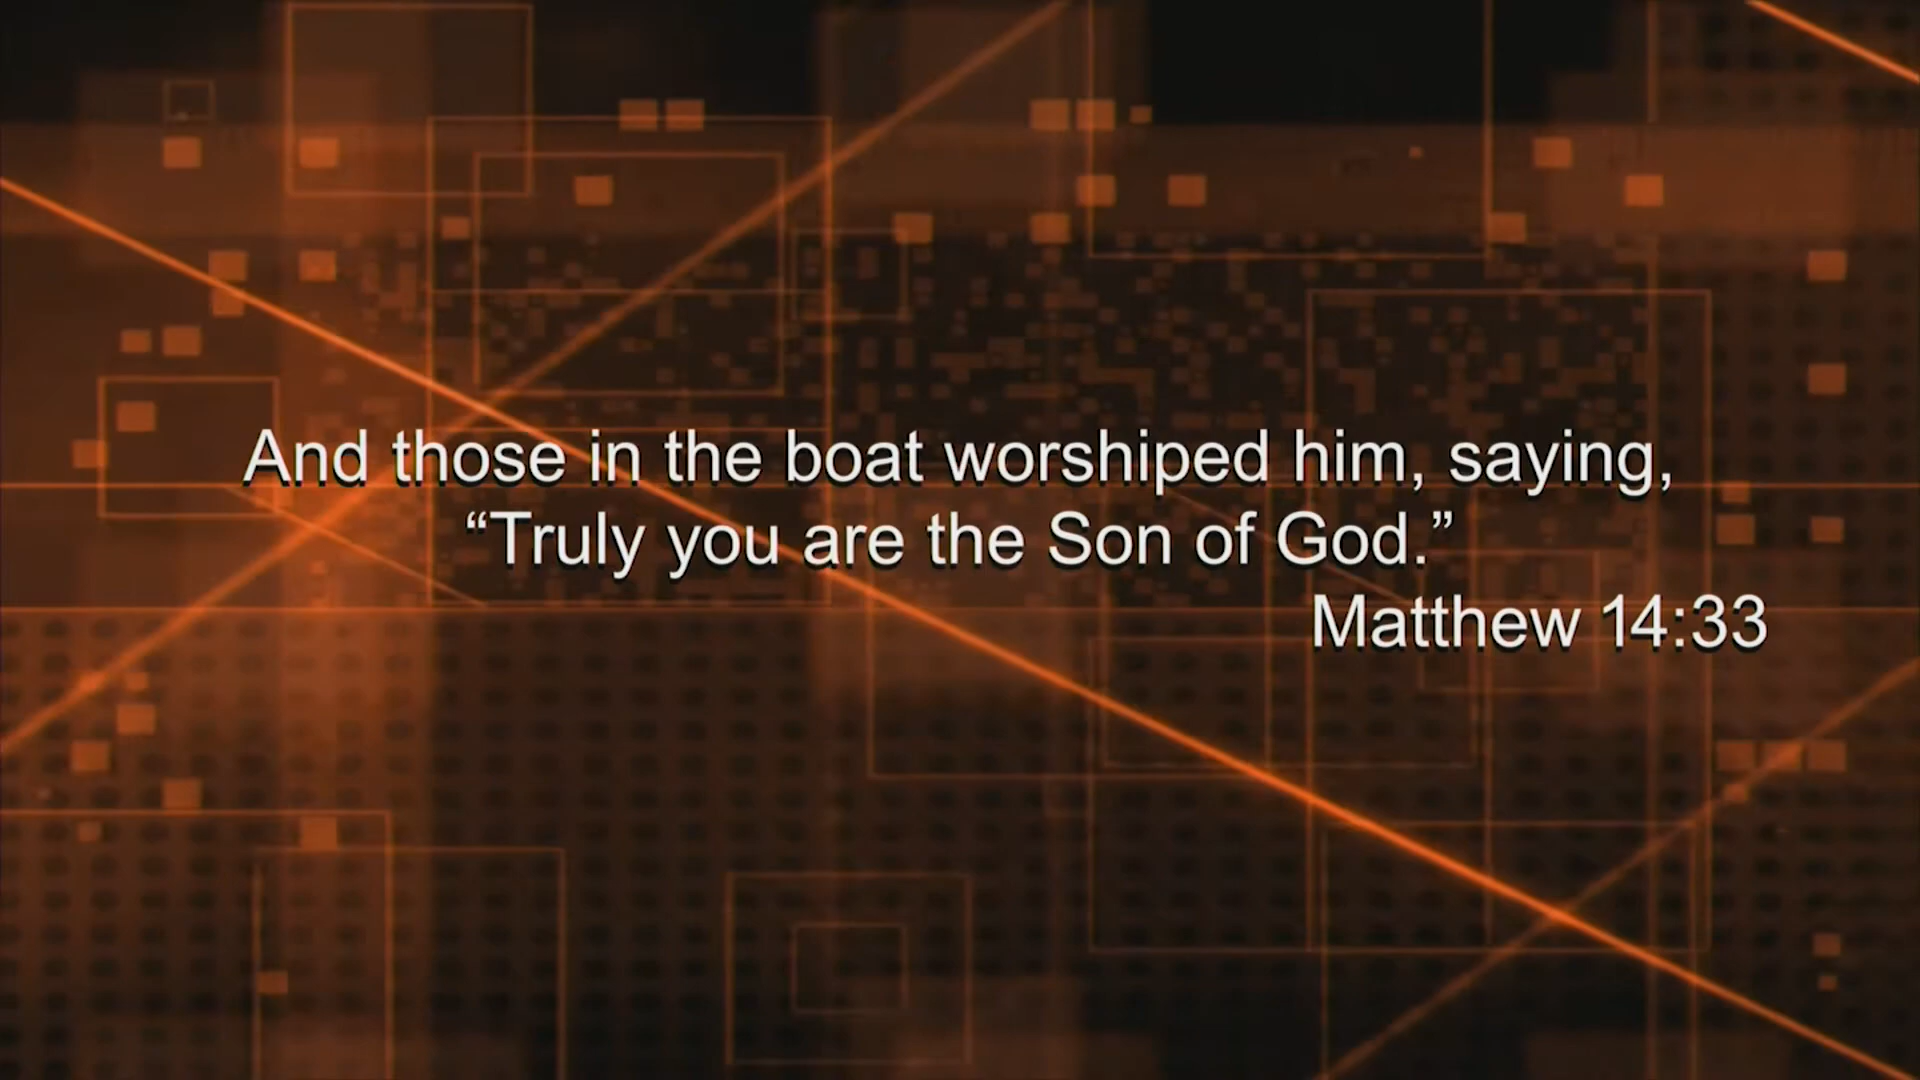 And those in the boat worshiped him, saying,
“Truly you are the Son of God.”
Matthew 14:33